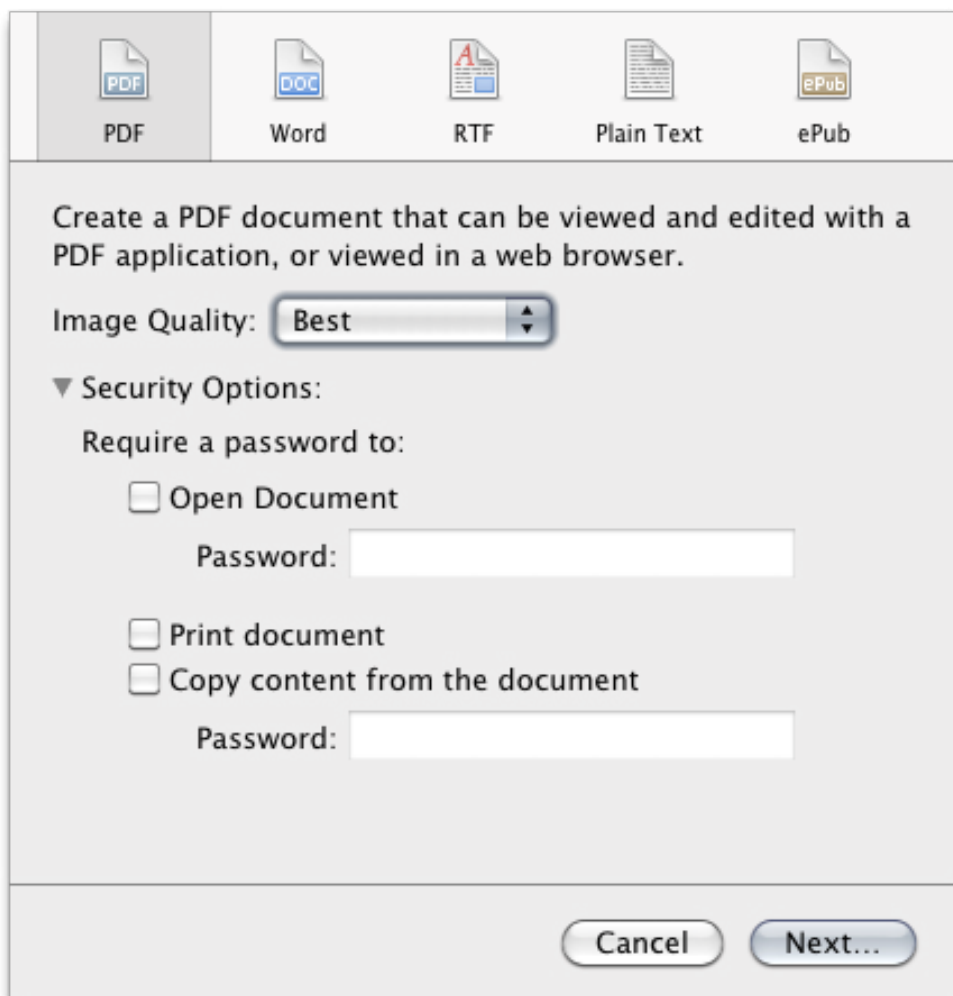 PDF DOC A ePub
PDF Word RTF Plain Text ePub
Create a PDF document that can be viewed and edited with a
PDF application, or viewed in a web browser.
Image Quality: Best
Security Options:
Require a password to:
Open Document
Password:
Print document
Copy content from the document
Password:
Cancel Next...